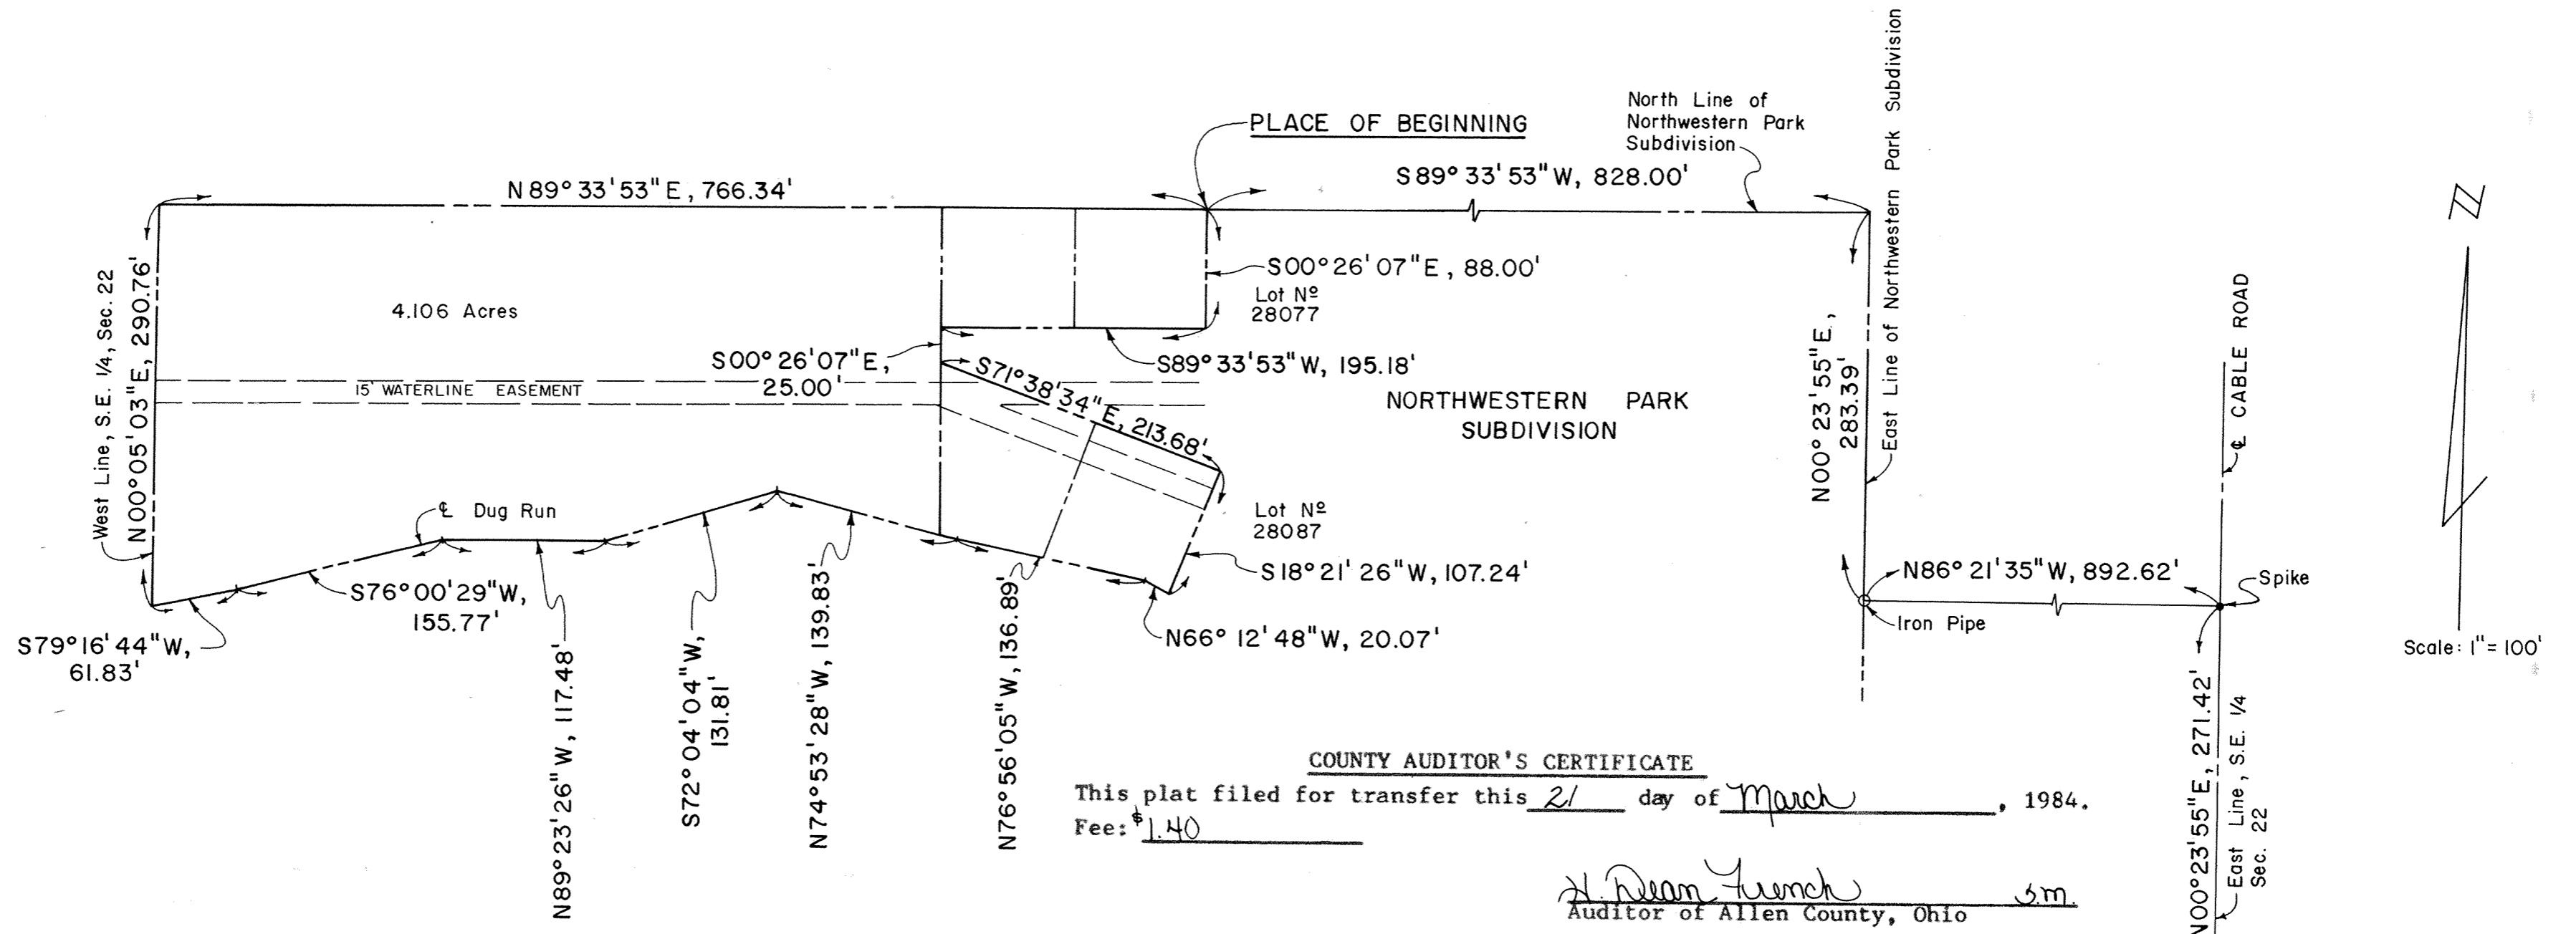 North Line of
Northwestern Park
Subdivision
PLACE OF BEGINNING
S89°33'53"W, 828.00'
N89°33'53"E, 766.34'
East Line of Northwestern Park Subdivision
N
S00°26'07"E, 88.00'
Lot Nº
28077
4.106 Acres
West Line, S.E. 1/4, Sec. 22
N00°05'03"E, 290.76'
S00°26'07"E,
25.00'
S89°33'53"W, 195.18'
S71°38'34"E, 213.68'
15' WATERLINE EASEMENT
NORTHWESTERN PARK
SUBDIVISION
N00°23'55"E,
283.39'
℄ CABLE ROAD
℄ Dug Run
Lot Nº
28087
S18°21'26"W, 107.24'
N86°21'35"W, 892.62'
Spike
Iron Pipe
S76°00'29"W,
155.77'
S79°16'44"W,
61.83'
N66°12'48"W, 20.07'
Scale: 1"=100'
N89°23'26"W, 117.48'
S72°04'04"W,
131.81'
N74°53'28"W, 139.83'
N76°56'05"W, 136.89'
N00°23'55"E, 271.42'
East Line, S.E. 1/4
Sec. 22
COUNTY AUDITOR'S CERTIFICATE
This plat filed for transfer this 21 day of March, 1984.
Fee: $1.40
H. Dean French s.m.
Auditor of Allen County, Ohio